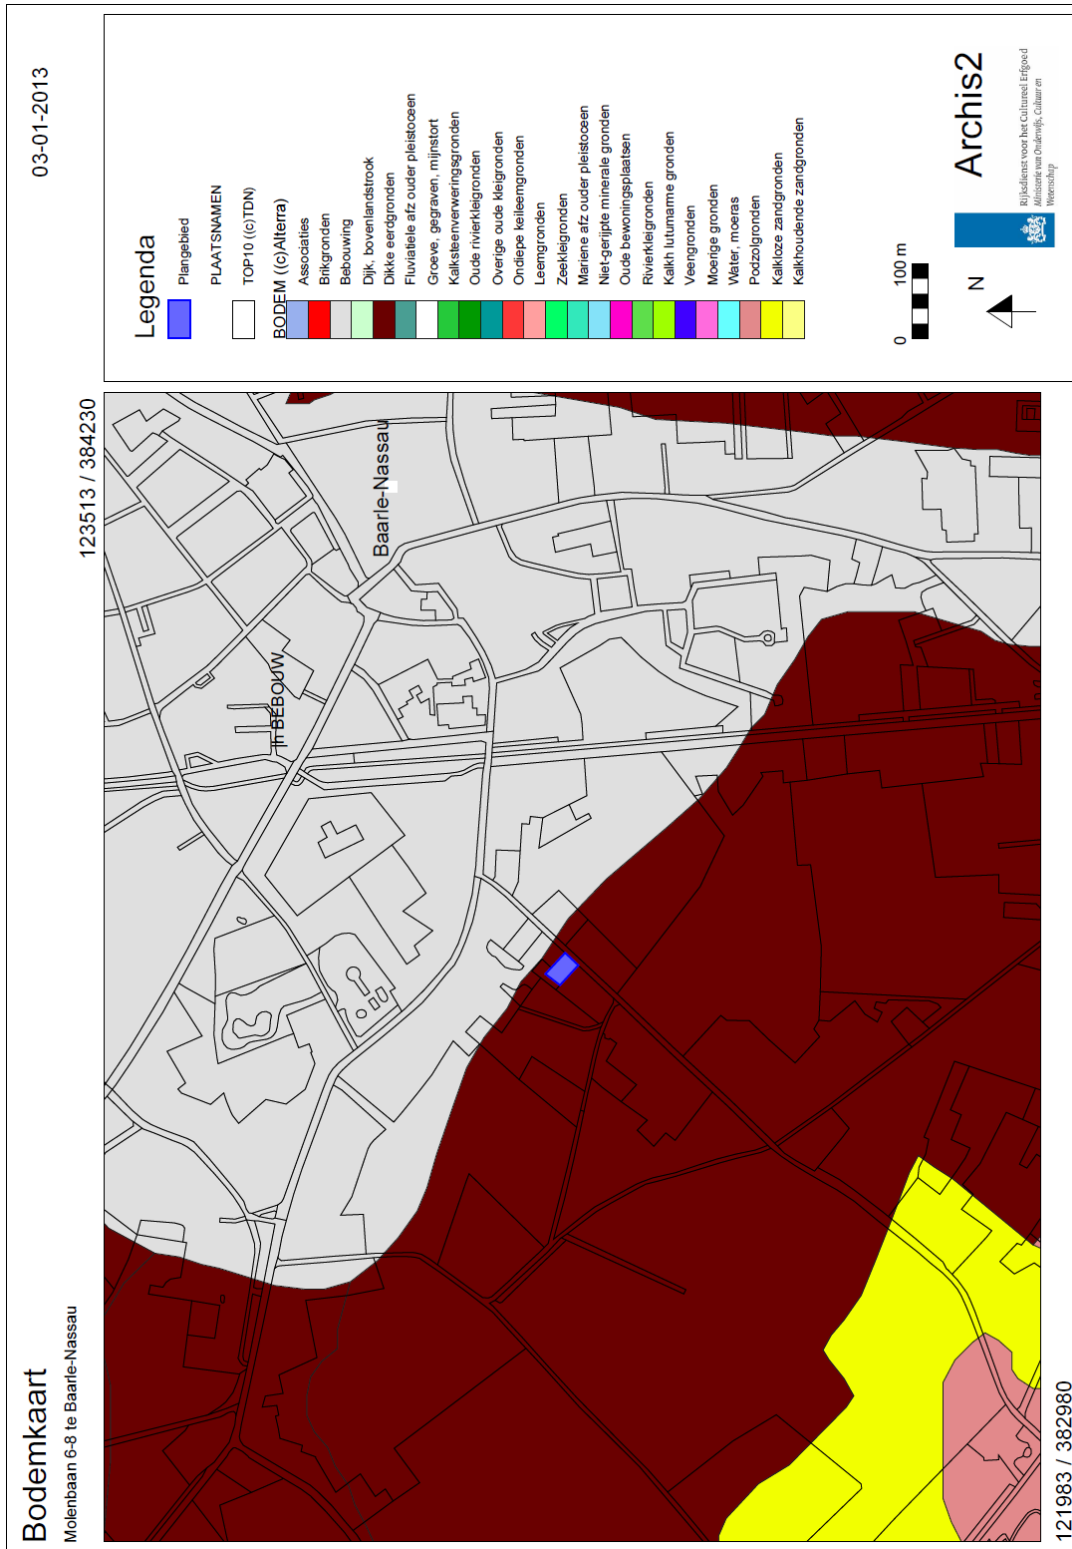 Bodemkaart
Molenbaan 6-8 te Baarle-Nassau
03-01-2013
123513 / 384230
Baarle-Nassau
|h BEBOUW
121983 / 382980
Legenda
Plangebied
PLAATSNAMEN
TOP10 ((c)TDN)
BODEM ((c)Alterra)
Associaties
Brikgronden
Bebouwing
Dijk, bovenlandstrook
Dikke eerdgronden
Fluviatiele afz ouder pleistoceen
Groeve, gegraven, mijnstort
Kalksteenverweringsgronden
Oude rivierkleigronden
Overige oude kleigronden
Ondiepe keileemgronden
Leemgronden
Zeekleigronden
Mariene afz ouder pleistoceen
Niet-gerijpte minerale gronden
Oude bewoningsplaatsen
Rivierkleigronden
Kalkh lutumarme gronden
Veengronden
Moerige gronden
Water, moeras
Podzolgronden
Kalkloze zandgronden
Kalkhoudende zandgronden
0 100 m
N
Archis2
Rijksdienst voor het Cultureel Erfgoed
Ministerie van Onderwijs, Cultuur en
Wetenschap